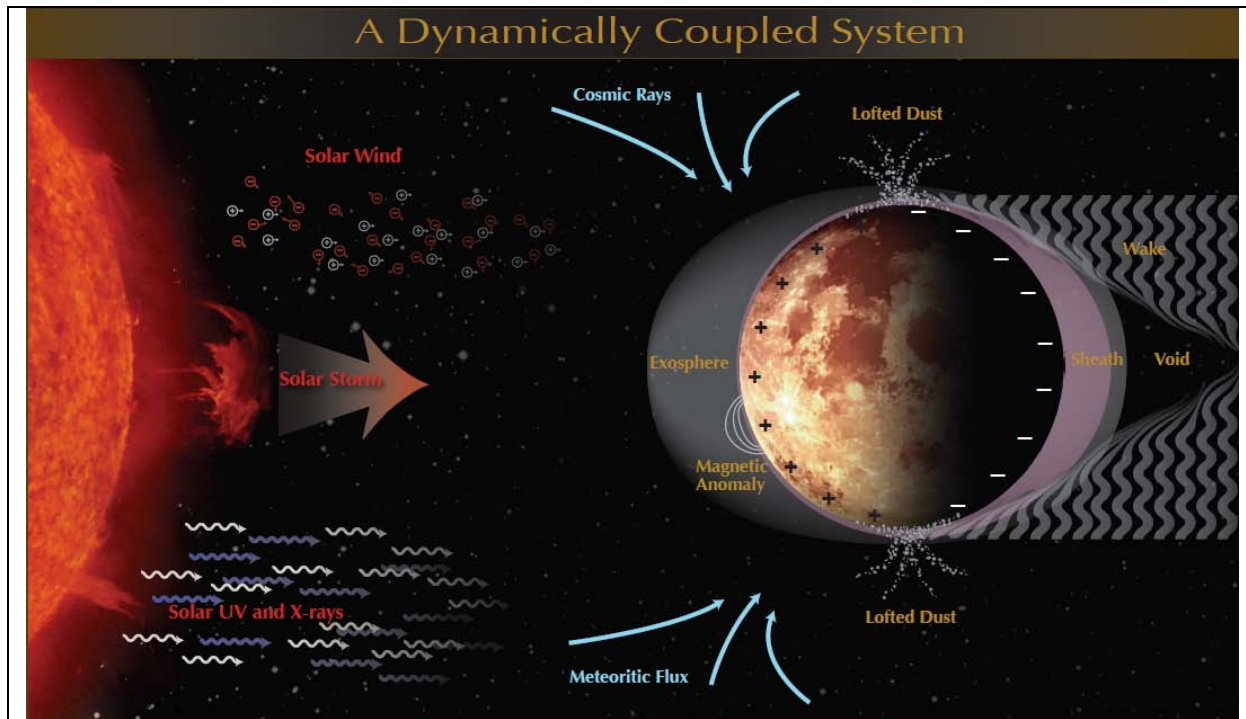 A Dynamically Coupled System
Cosmic Rays
Lofted Dust
Solar Wind
Wake
Solar Storm
Exosphere
Sheath
Void
Magnetic
Anomaly
Solar UV and X-rays
Lofted Dust
Meteoritic Flux